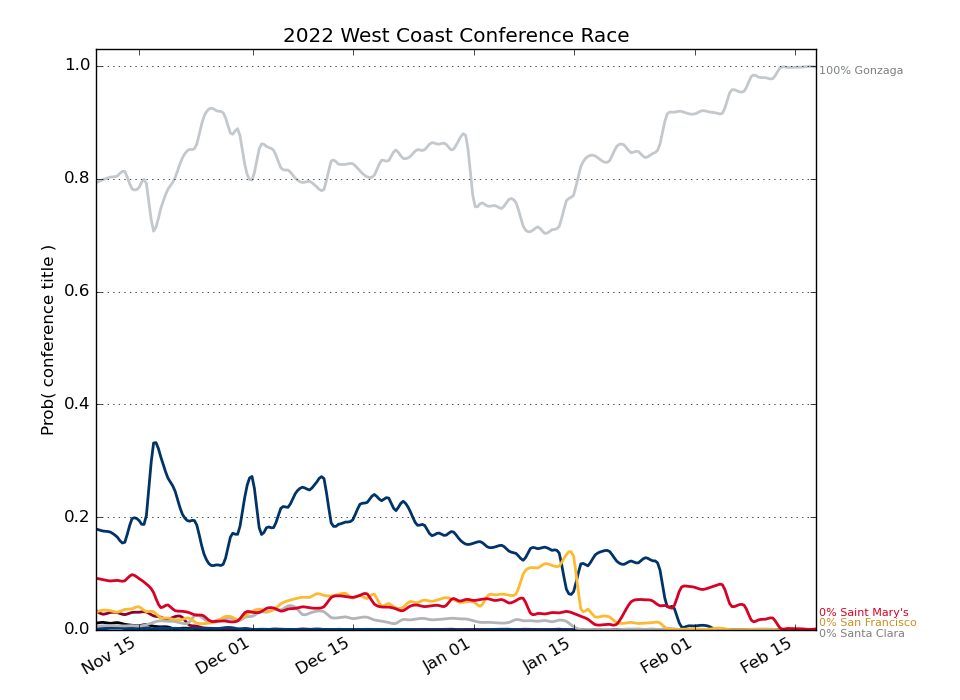 2022 West Coast Conference Race
Prob( conference title )
1.0
0.8
0.6
0.4
0.2
0.0
Nov 15
Dec 01
Dec 15
Jan 01
Jan 15
Feb 01
Feb 15
100% Gonzaga
0% Saint Mary's
0% San Francisco
0% Santa Clara